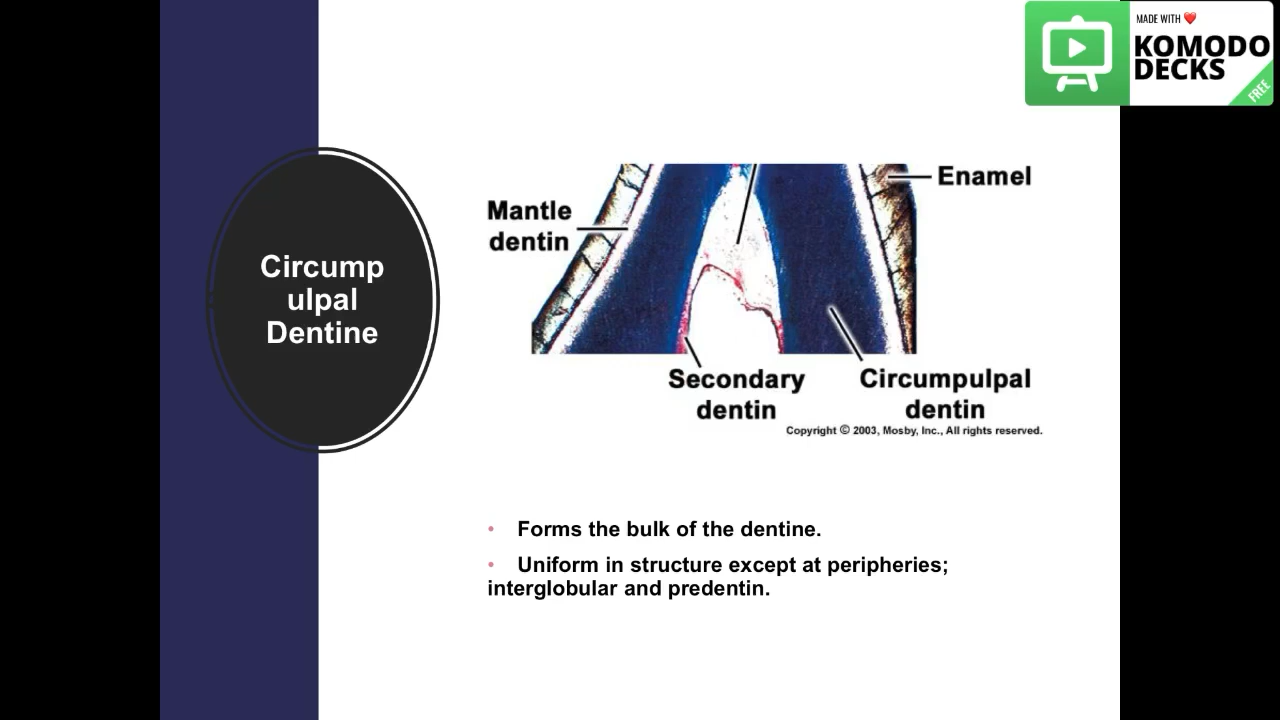 MADE WITH ❤️
KOMODO
DECKS
FREE
Circump
ulpal
Dentine
Mantle
dentin
Enamel
Secondary
dentin
Circumpulpal
dentin
Copyright © 2003, Mosby, Inc., All rights reserved.
• Forms the bulk of the dentine.
• Uniform in structure except at peripheries;
interglobular and predentin.